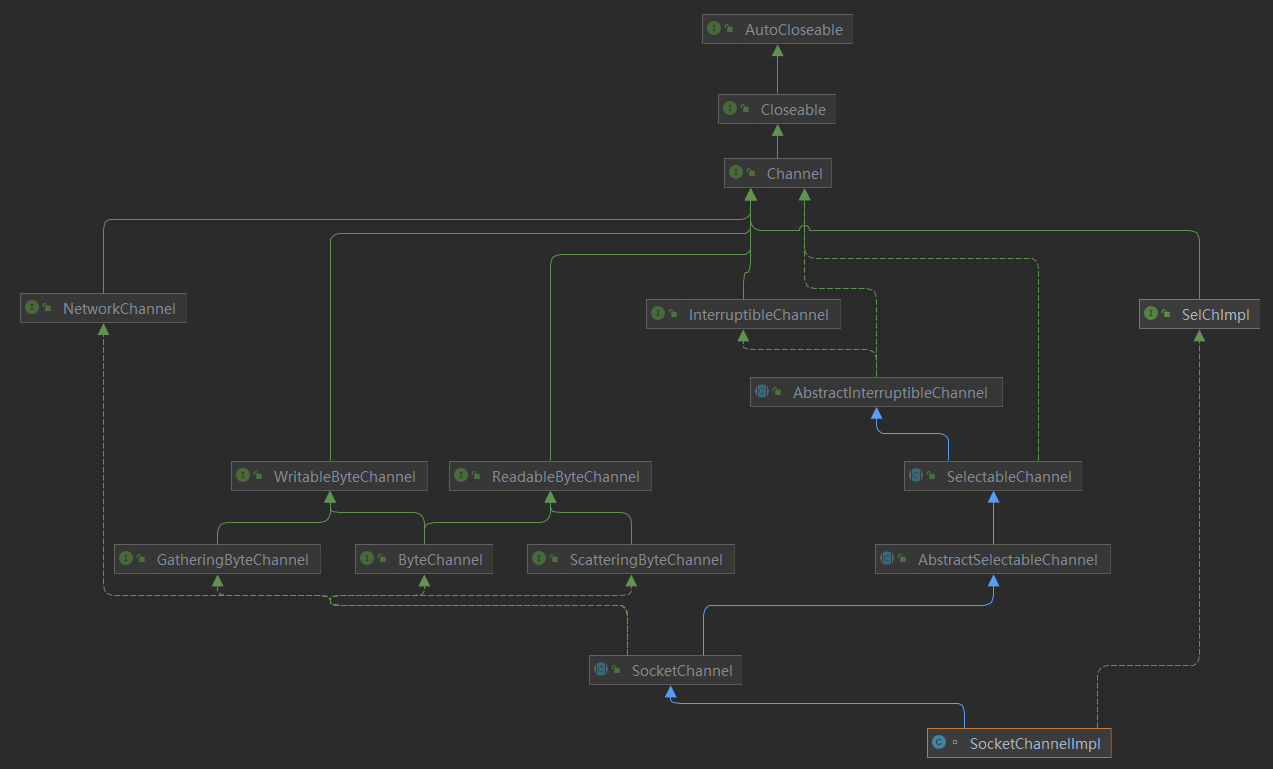 AutoCloseable
Closeable
Channel
NetworkChannel
InterruptibleChannel
SelChImpl
AbstractInterruptibleChannel
WritableByteChannel
ReadableByteChannel
SelectableChannel
GatheringByteChannel
ByteChannel
ScatteringByteChannel
AbstractSelectableChannel
SocketChannel
SocketChannelImpl